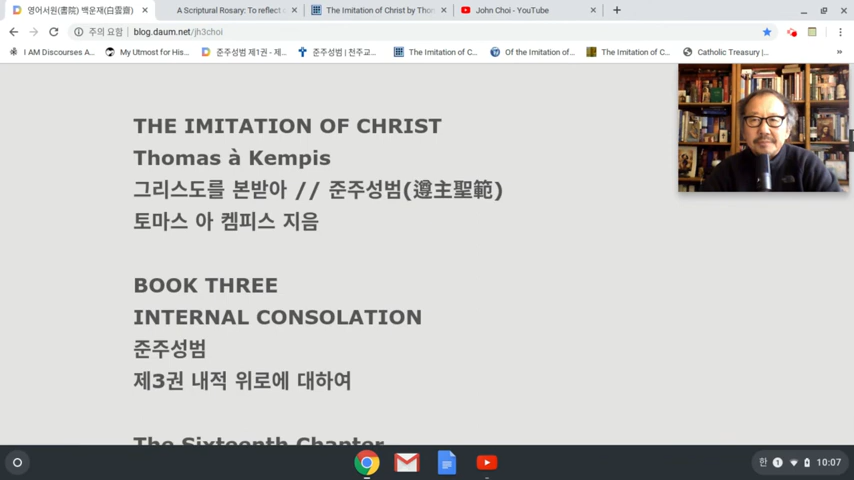 영어서원(書院) 백운재(白雲齋)
A Scriptural Rosary: To reflect
The Imitation of Christ by Thom
John Choi - YouTube
주의 요함
blog.daum.net/jh3choi
I AM Discourses A...
My Utmost for His...
준주성범 제1권 - 제...
준주성범 | 천주교...
The Imitation of C...
Of the Imitation of...
The Imitation of C...
Catholic Treasury |...
THE IMITATION OF CHRIST
Thomas à Kempis
그리스도를 본받아 // 준주성범(遵主聖範)
토마스 아 켐피스 지음
BOOK THREE
INTERNAL CONSOLATION
준주성범
제3권 내적 위로에 대하여
The Sixteenth Chapter
한
1
10:07